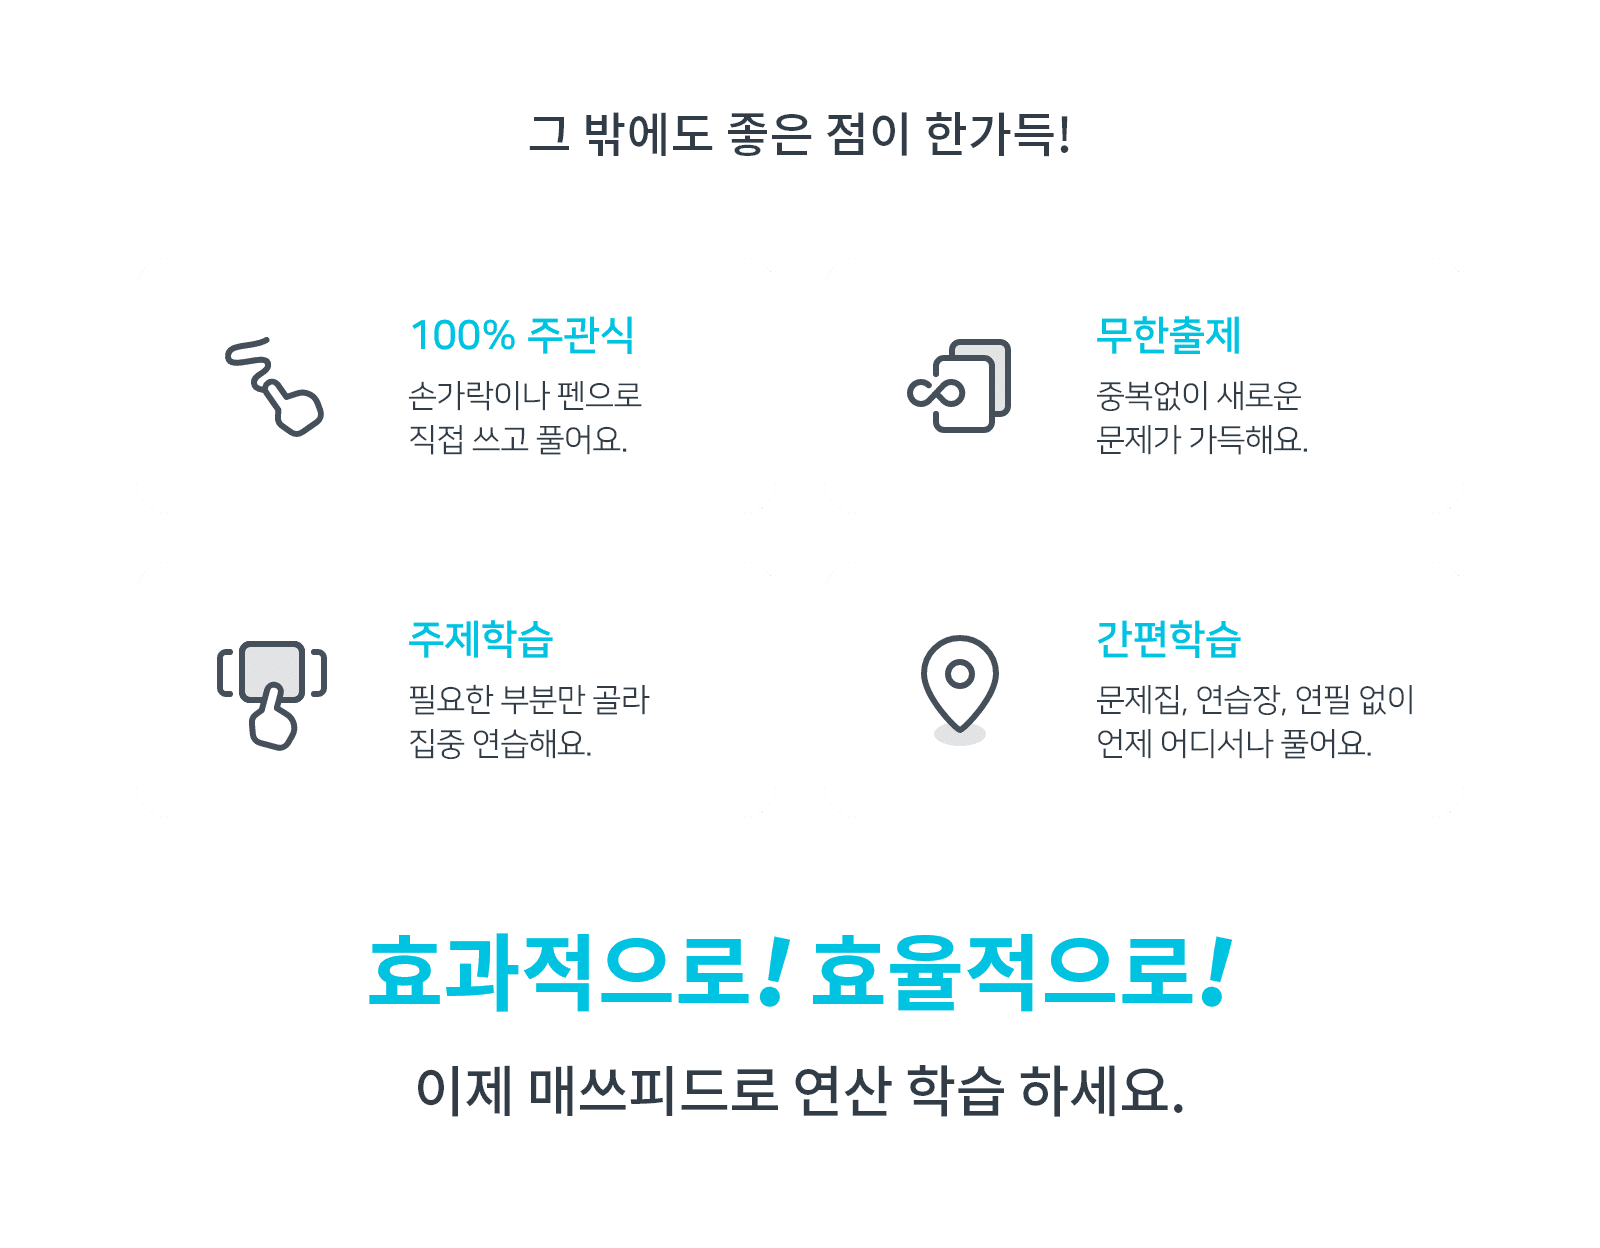 그 밖에도 좋은 점이 한가득!
100% 주관식
손가락이나 펜으로
직접 쓰고 풀어요.
무한출제
중복없이 새로운
문제가 가득해요.
주제학습
필요한 부분만 골라
집중 연습해요.
간편학습
문제집, 연습장, 연필 없이
언제 어디서나 풀어요.
효과적으로! 효율적으로!
이제 매쓰피드로 연산 학습 하세요.